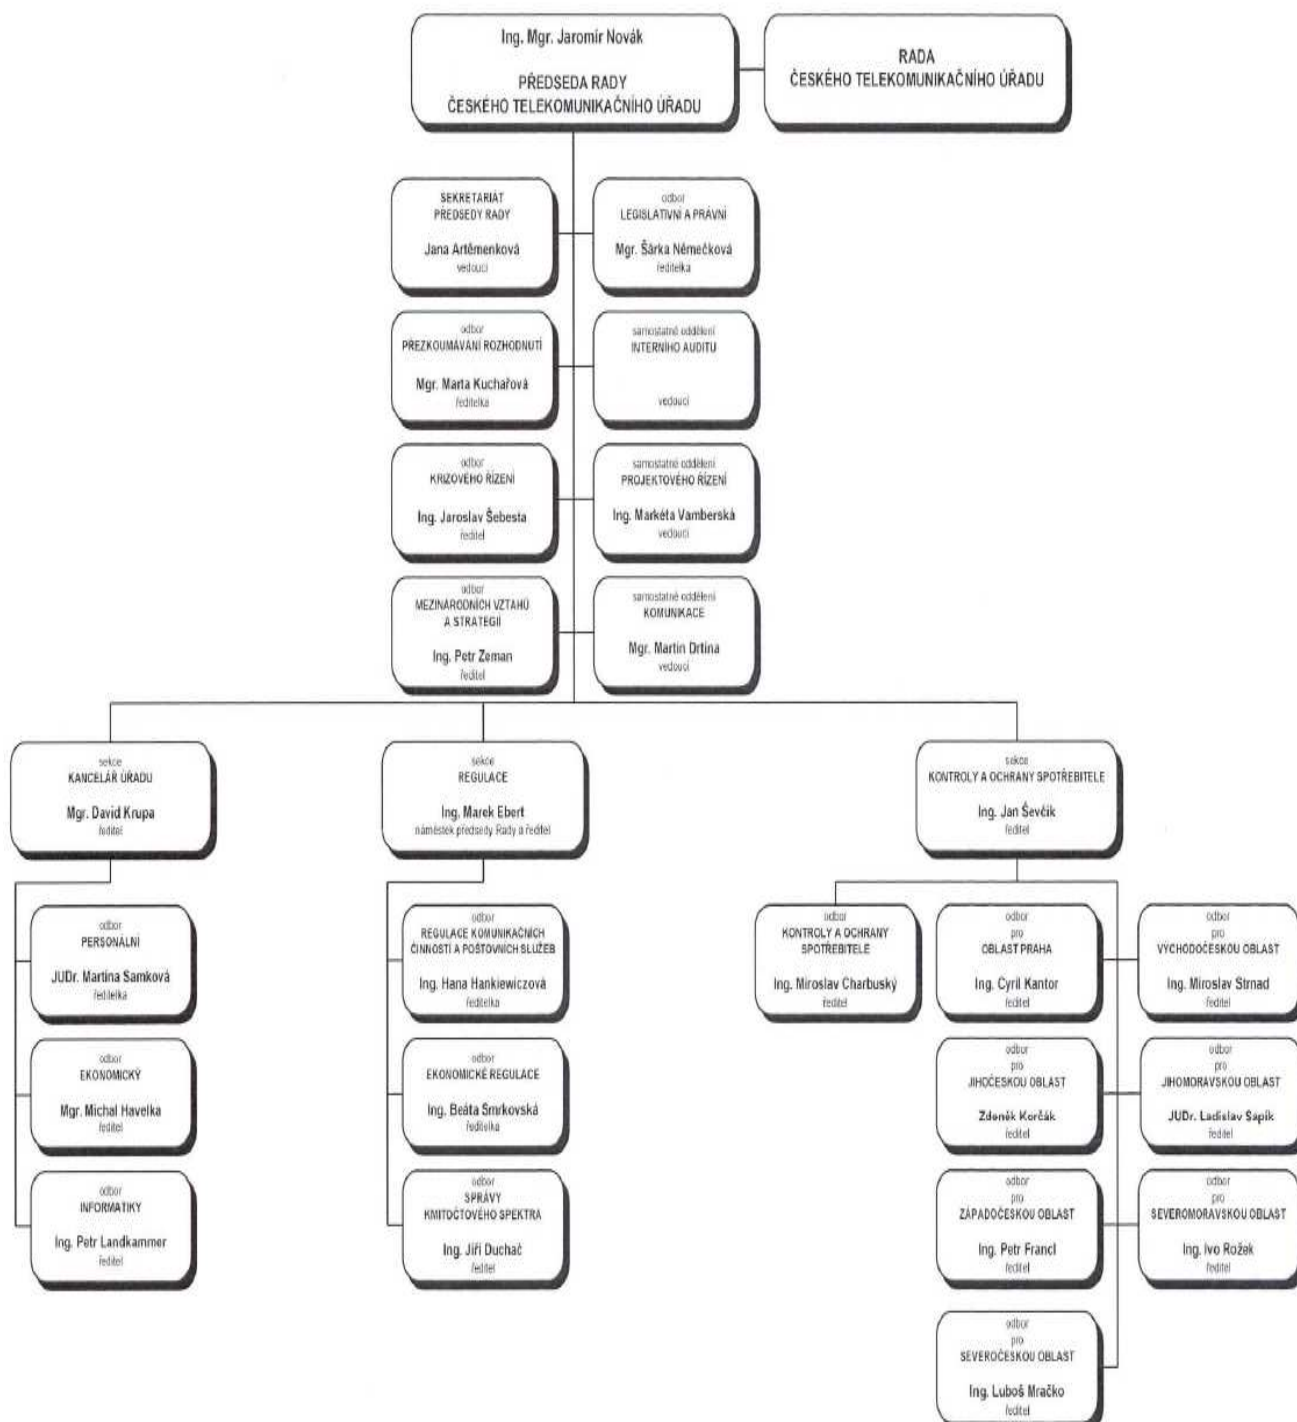 Ing. Mgr. Jaromír Novák
PŘEDSEDA RADY
ČESKÉHO TELEKOMUNIKAČNÍHO ÚŘADU
RADA
ČESKÉHO TELEKOMUNIKAČNÍHO ÚŘADU
SEKRETARIÁT
PŘEDSEDY RADY
Jana Artěmenková
vedoucí
odbor
LEGISLATIVNÍ A PRÁVNÍ
Mgr. Šárka Němečková
ředitelka
odbor
PŘEZKOUMÁVÁNÍ ROZHODNUTÍ
Mgr. Marta Kuchařová
ředitelka
samostatné oddělení
INTERNÍHO AUDITU
vedoucí
odbor
KRIZOVÉHO ŘÍZENÍ
Ing. Jaroslav Šebesta
ředitel
samostatné oddělení
PROJEKTOVÉHO ŘÍZENÍ
Ing. Markéta Vamberská
vedoucí
odbor
MEZINÁRODNÍCH VZTAHŮ
A STRATEGIÍ
Ing. Petr Zeman
ředitel
samostatné oddělení
KOMUNIKACE
Mgr. Martin Drtina
vedoucí
sekce
KANCELÁŘ ÚŘADU
Mgr. David Krupa
ředitel
sekce
REGULACE
Ing. Marek Ebert
náměstek předsedy Rady a ředitel
sekce
KONTROLY A OCHRANY SPOTŘEBITELE
Ing. Jan Ševčík
ředitel
odbor
PERSONÁLNÍ
JUDr. Martina Samková
ředitelka
odbor
EKONOMICKÝ
Mgr. Michal Havelka
ředitel
odbor
INFORMATIKY
Ing. Petr Landkammer
ředitel
odbor
REGULACE KOMUNIKAČNÍCH
ČINNOSTÍ A POŠTOVNÍCH SLUŽEB
Ing. Hana Hankiewiczová
ředitelka
odbor
EKONOMICKÉ REGULACE
Ing. Beáta Smrkovská
ředitelka
odbor
SPRÁVY
KMITOČTOVÉHO SPEKTRA
Ing. Jiří Duchač
ředitel
odbor
KONTROLY A OCHRANY
SPOTŘEBITELE
Ing. Miroslav Charbuský
ředitel
odbor
pro
OBLAST PRAHA
Ing. Cyril Kantor
ředitel
odbor
pro
VÝCHODOČESKOU OBLAST
Ing. Miroslav Strnad
ředitel
odbor
pro
JIHOČESKOU OBLAST
Zdeněk Korčák
ředitel
odbor
pro
JIHOMORAVSKOU OBLAST
JUDr. Ladislav Sapík
ředitel
odbor
pro
ZÁPADOČESKOU OBLAST
Ing. Petr Francl
ředitel
odbor
pro
SEVEROMORAVSKOU OBLAST
Ing. Ivo Rožek
ředitel
odbor
pro
SEVEROČESKOU OBLAST
Ing. Luboš Mračko
ředitel